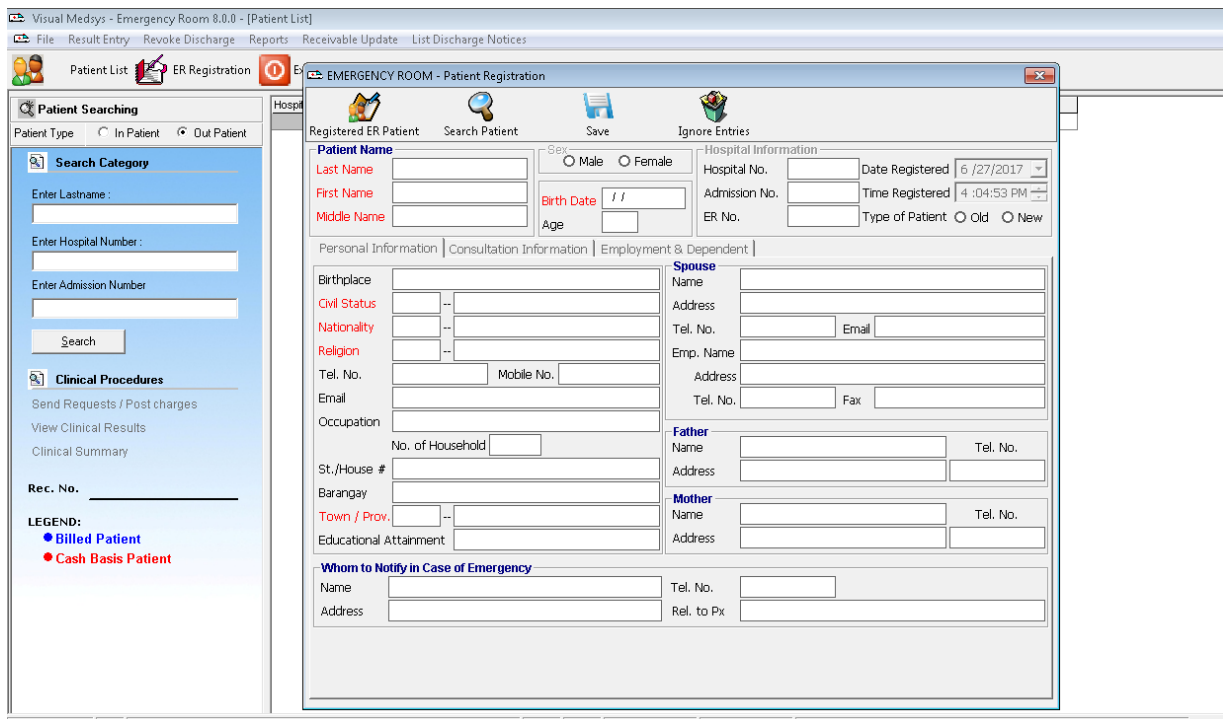 Visual Medsys - Emergency Room 8.0.0 - [Patient List]
File Result Entry Revoke Discharge Reports Receivable Update List Discharge Notices
Patient List ER Registration
Patient Searching
Patient Type In Patient Out Patient
Search Category
Enter Lastname :
Enter Hospital Number :
Enter Admission Number
Search
Clinical Procedures
Send Requests / Post charges
View Clinical Results
Clinical Summary
Rec. No.
LEGEND:
Billed Patient
Cash Basis Patient
EMERGENCY ROOM - Patient Registration
Registered ER Patient Search Patient Save Ignore Entries
Patient Name
Last Name
First Name
Middle Name
Sex
Male Female
Birth Date / /
Age
Hospital Information
Hospital No. Date Registered 6 /27/2017
Admission No. Time Registered 4 :04:53 PM
ER No. Type of Patient Old New
Personal Information Consultation Information Employment & Dependent
Birthplace
Civil Status --
Nationality --
Religion --
Tel. No. Mobile No.
Email
Occupation
No. of Household
St./House #
Barangay
Town / Prov. --
Educational Attainment
Spouse
Name
Address
Tel. No. Email
Emp. Name
Address
Tel. No. Fax
Father
Name Tel. No.
Address
Mother
Name Tel. No.
Address
Whom to Notify in Case of Emergency
Name Tel. No.
Address Rel. to Px